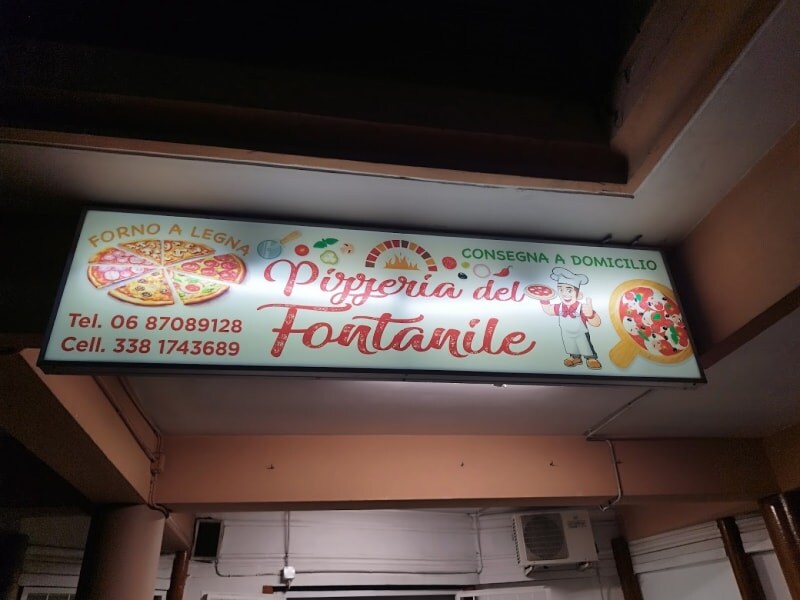 FORNO A LEGNA
Tel. 06 87089128
Cell. 338 1743689
Pizzeria del
Fontanile
CONSEGNA A DOMICILIO